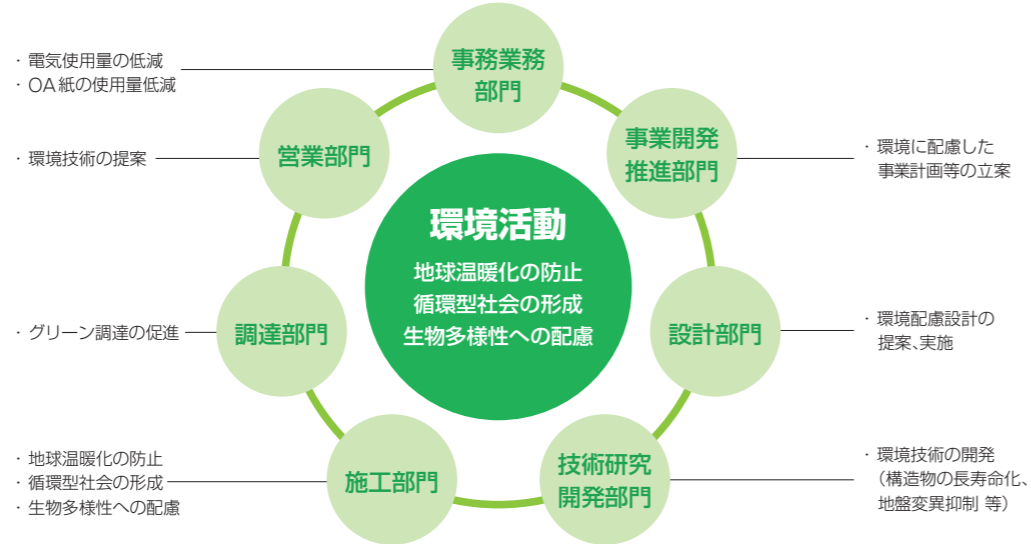 事務業務
部門
・電気使用量の低減
・OA紙の使用量低減
事業開発
推進部門
・環境に配慮した
事業計画等の立案
設計部門
・環境配慮設計の
提案、実施
技術研究
開発部門
・環境技術の開発
（構造物の長寿命化、
地盤変異抑制 等）
施工部門
・地球温暖化の防止
・循環型社会の形成
・生物多様性への配慮
調達部門
・グリーン調達の促進
営業部門
・環境技術の提案
環境活動
地球温暖化の防止
循環型社会の形成
生物多様性への配慮